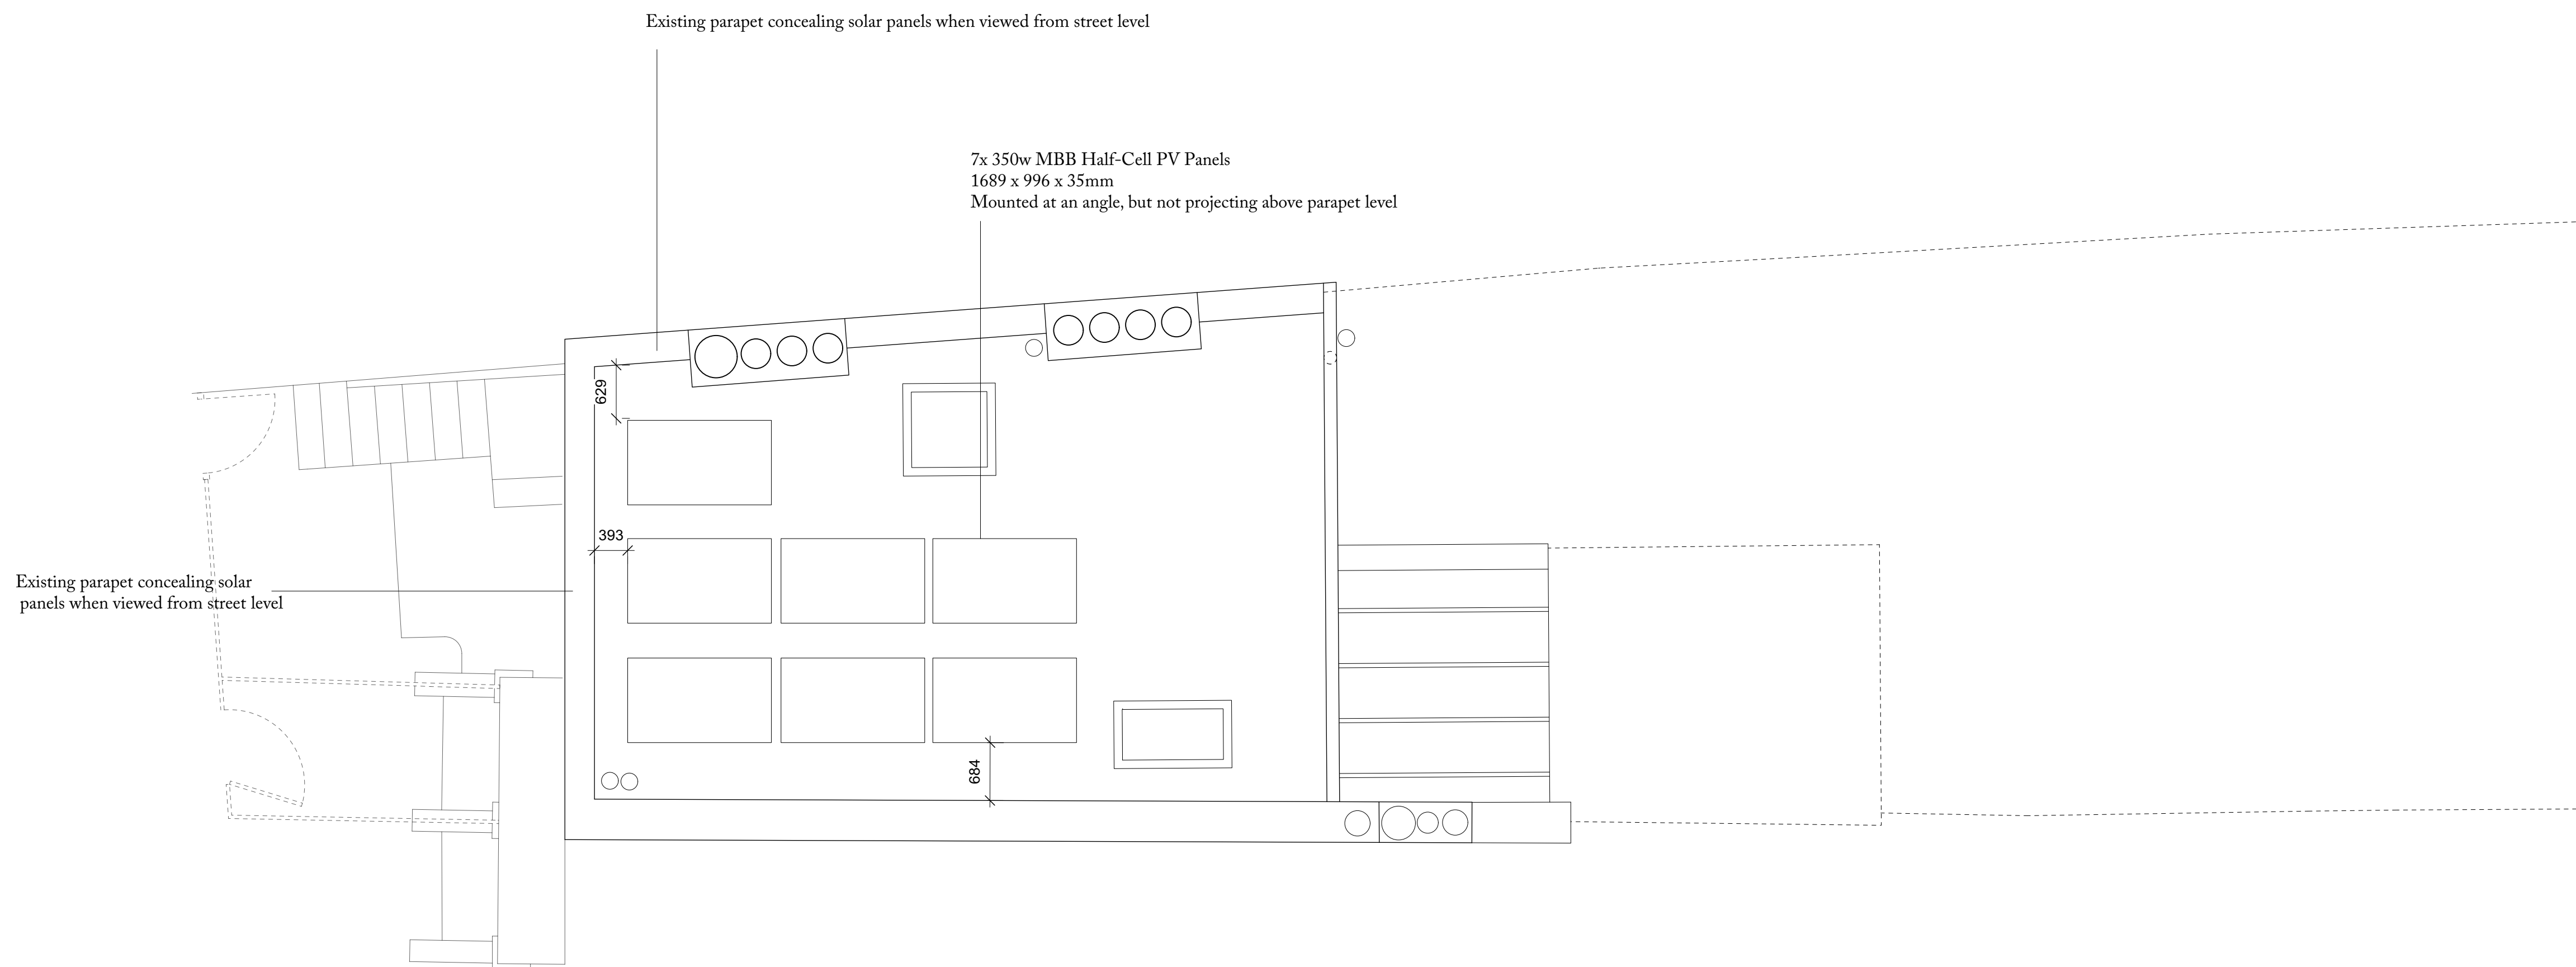 Existing parapet concealing solar panels when viewed from street level
7x 350w MBB Half-Cell PV Panels
1689 x 996 x 35mm
Mounted at an angle, but not projecting above parapet level
629
393
Existing parapet concealing solar
panels when viewed from street level
684